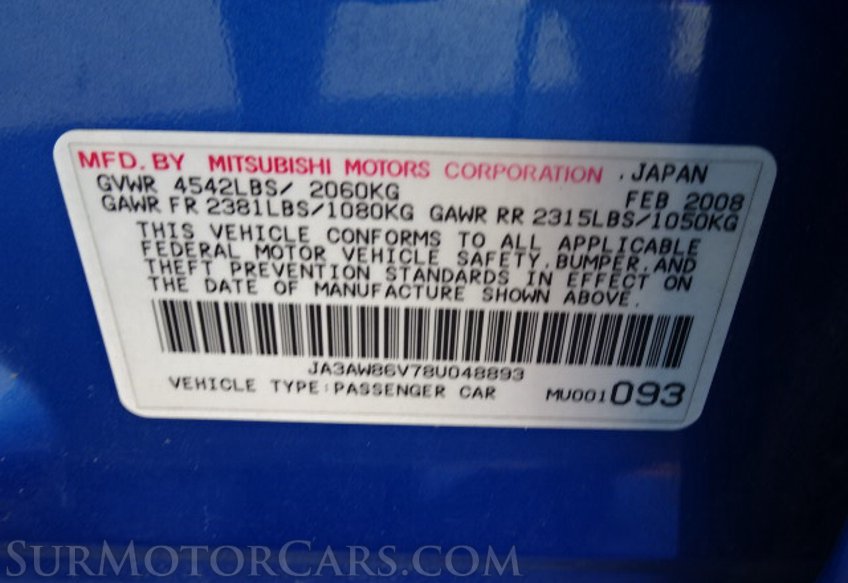 MFD. BY MITSUBISHI MOTORS CORPORATION . JAPAN
GVWR 4542LBS/ 2060KG FEB 2008
GAWR FR 2381LBS/1080KG GAWR RR 2315LBS/1050KG
THIS VEHICLE CONFORMS TO ALL APPLICABLE
FEDERAL MOTOR VEHICLE SAFETY, BUMPER, AND
THEFT PREVENTION STANDARDS IN EFFECT ON
THE DATE OF MANUFACTURE SHOWN ABOVE.
JA3AW86V78U048893
VEHICLE TYPE:PASSENGER CAR MU001 093
SURMOTORCARS.COM